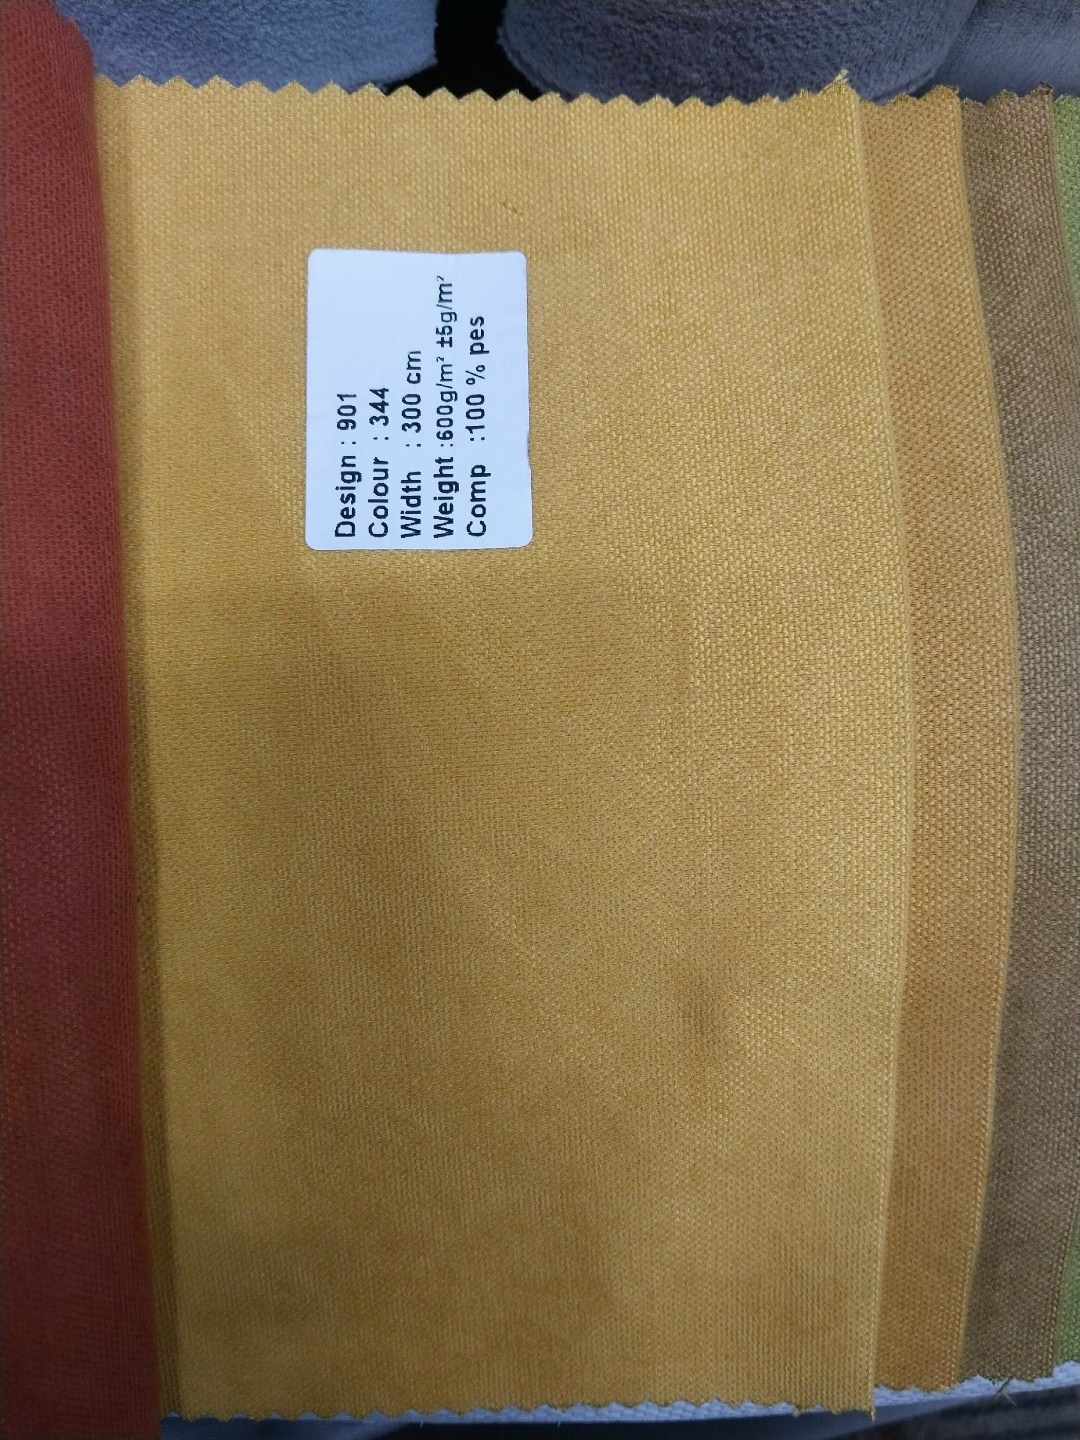 Design : 901
Colour : 344
Width : 300 cm
Weight :600g/m² ±5g/m²
Comp :100 % pes